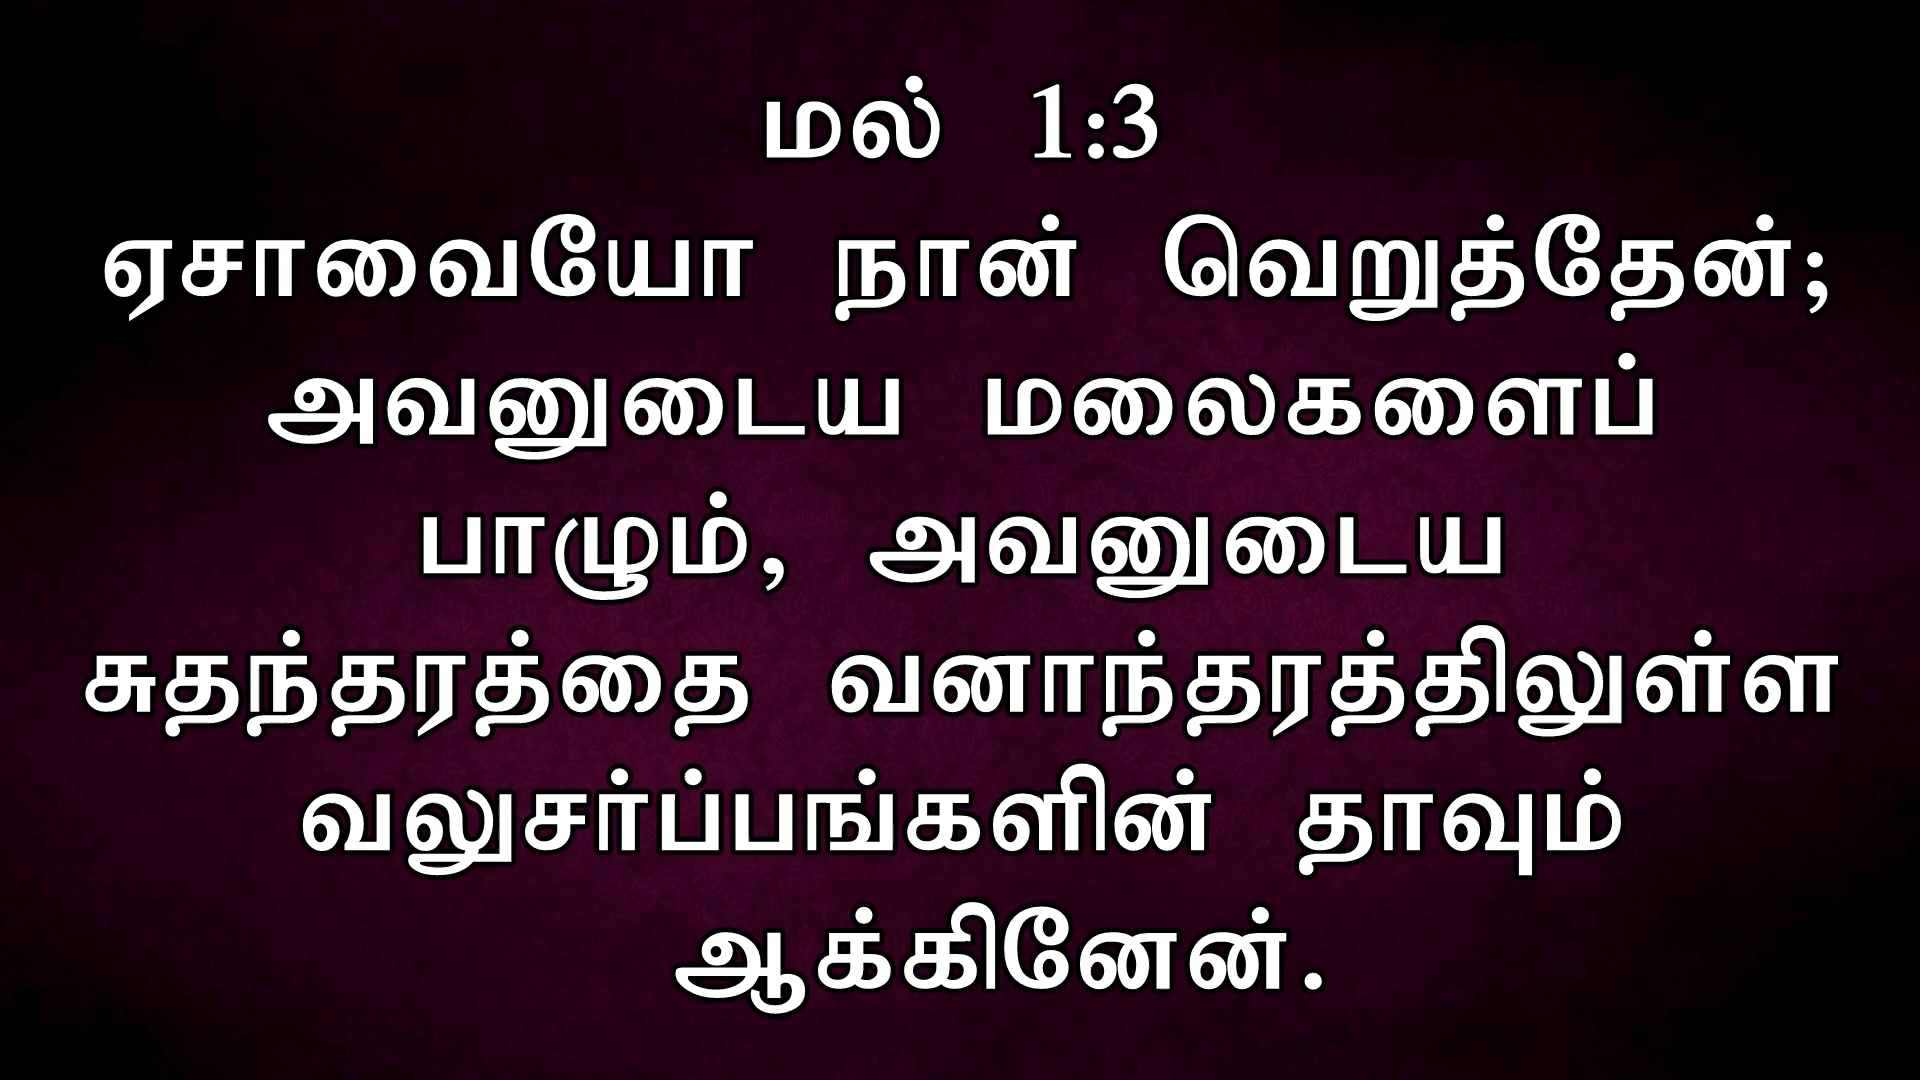 மல் 1:3
ஏசாவையோ நான் வெறுத்தேன்;
அவனுடைய மலைகளைப்
பாழும், அவனுடைய
சுதந்தரத்தை வனாந்தரத்திலுள்ள
வலுசர்ப்பங்களின் தாவும்
ஆக்கினேன்.